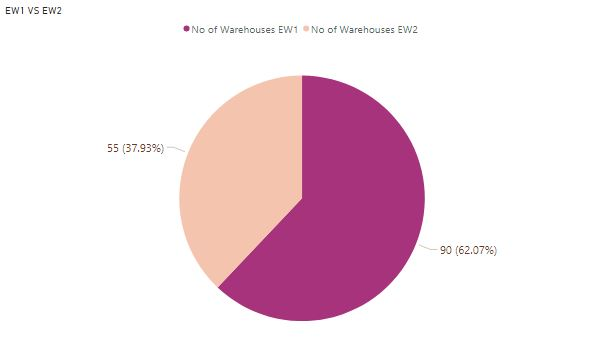 EW1 VS EW2
No of Warehouses EW1 No of Warehouses EW2
55 (37.93%)
90 (62.07%)